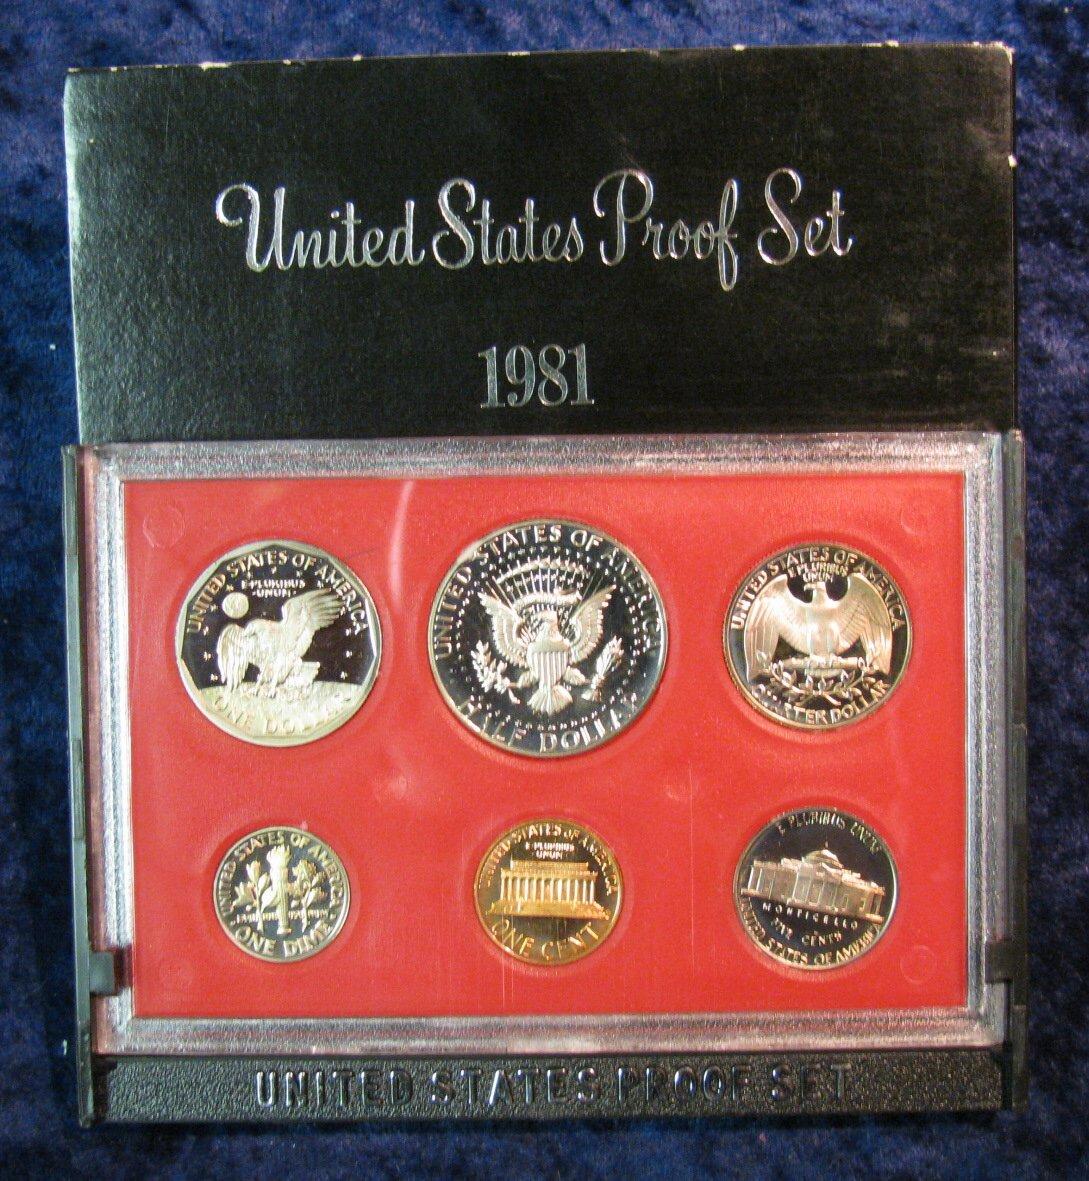 United States Proof Set
1981
UNITED STATES OF AMERICA
E·PLURIBUS
·UNUM·
ONE DOLLAR
UNITED STATES OF AMERICA
HALF DOLLAR
UNITED STATES OF AMERICA
E PLURIBUS
UNUM
QUARTER DOLLAR
UNITED STATES OF AMERICA
ONE DIME
UNITED STATES OF AMERICA
E·PLURIBUS
·UNUM·
ONE CENT
E PLURIBUS UNUM
MONTICELLO
FIVE CENTS
UNITED STATES OF AMERICA
UNITED STATES PROOF SET